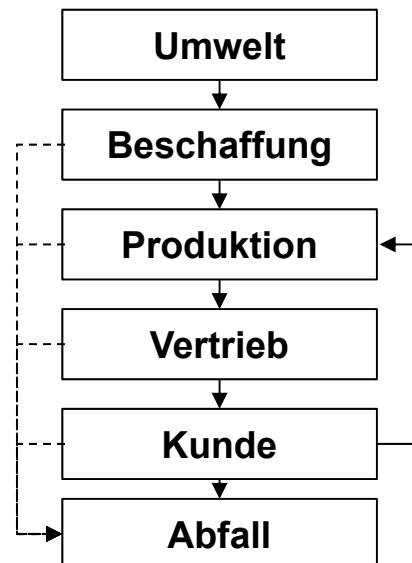 Umwelt
Beschaffung
Produktion
Vertrieb
Kunde
Abfall